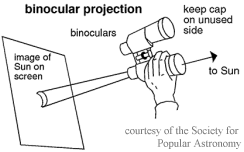 binocular projection
keep cap
on unused
side
binoculars
image of
Sun on
screen
to Sun
courtesy of the Society for
Popular Astronomy